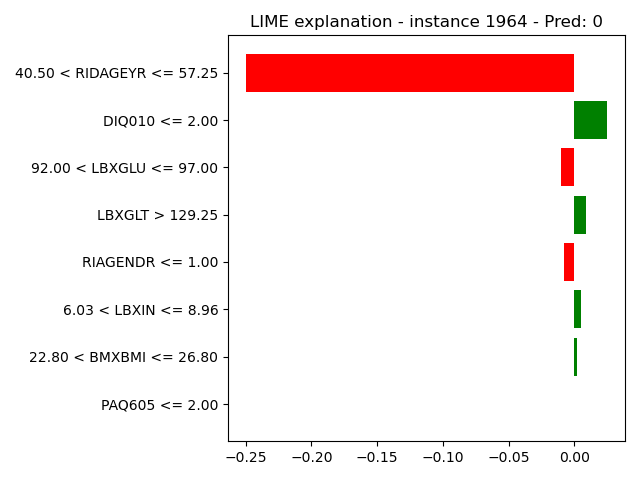 LIME explanation - instance 1964 - Pred: 0
40.50 < RIDAGEYR <= 57.25
DIQ010 <= 2.00
92.00 < LBXGLU <= 97.00
LBXGLT > 129.25
RIAGENDR <= 1.00
6.03 < LBXIN <= 8.96
22.80 < BMXBMI <= 26.80
PAQ605 <= 2.00
−0.25 −0.20 −0.15 −0.10 −0.05 0.00